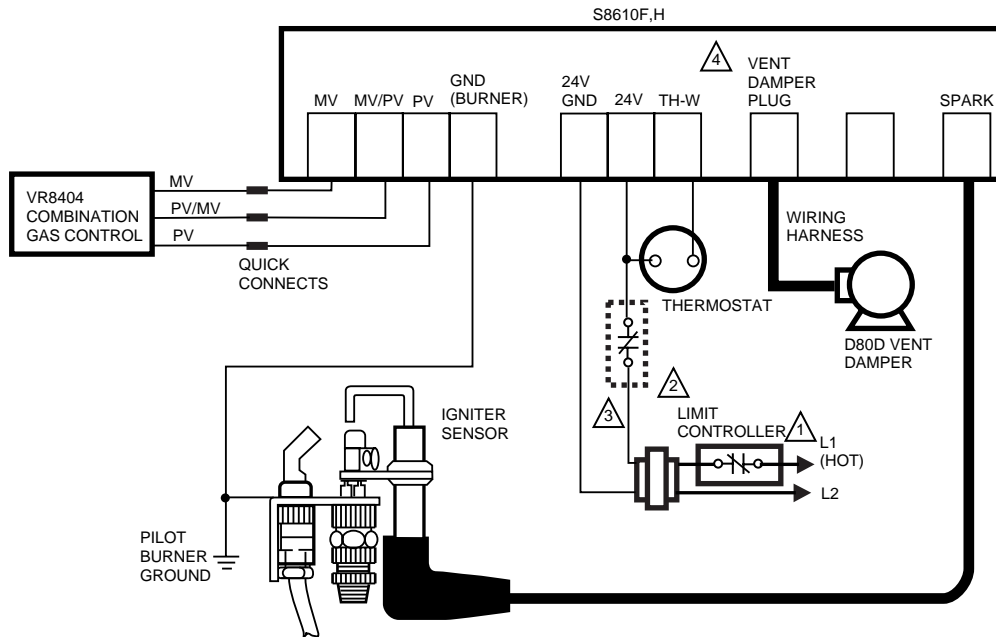 S8610F,H
4
MV
MV/PV
PV
GND
(BURNER)
24V
GND
24V
TH-W
VENT
DAMPER
PLUG
SPARK
VR8404
COMBINATION
GAS CONTROL
MV
PV/MV
PV
QUICK
CONNECTS
THERMOSTAT
WIRING
HARNESS
D80D VENT
DAMPER
2
3
LIMIT
CONTROLLER
1
L1
(HOT)
L2
IGNITER
SENSOR
PILOT
BURNER
GROUND